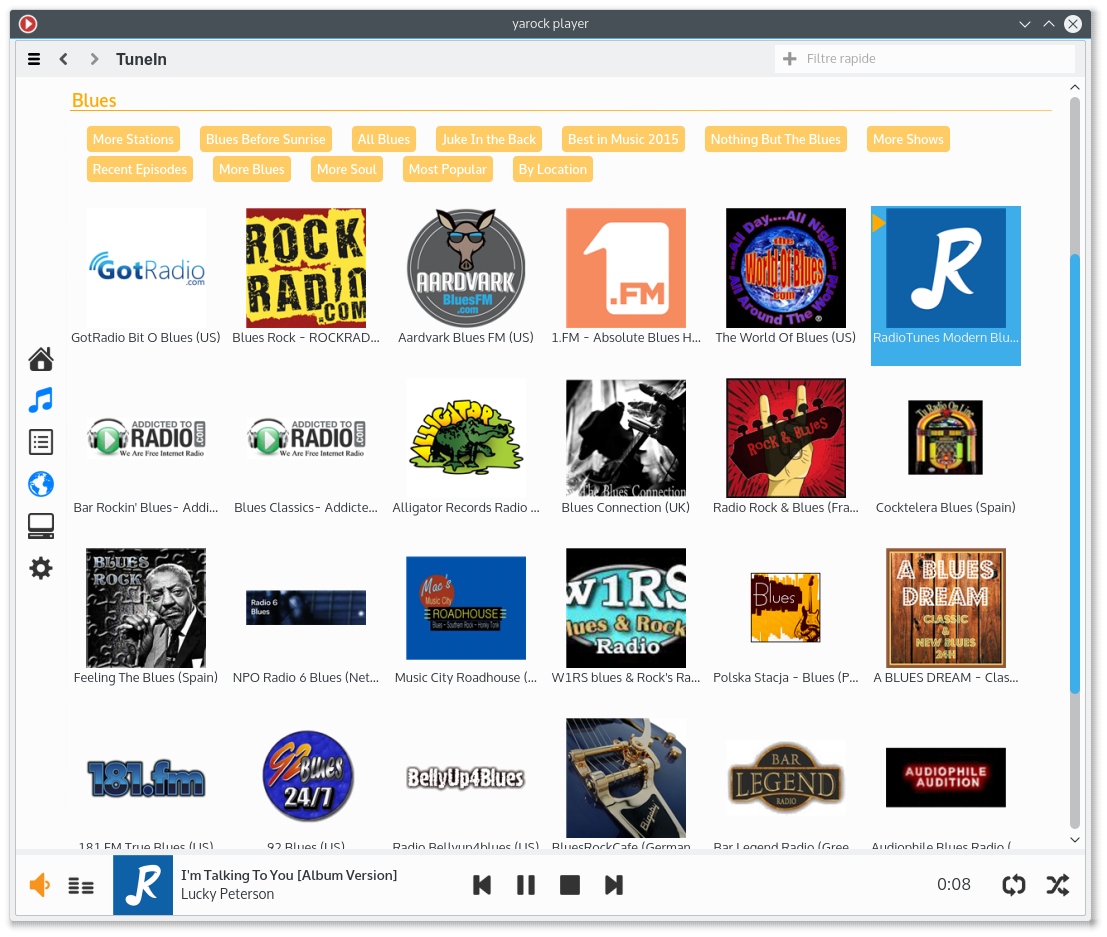 yarock player
TuneIn
Filtre rapide
Blues
More Stations
Blues Before Sunrise
All Blues
Juke In the Back
Best in Music 2015
Nothing But The Blues
More Shows
Recent Episodes
More Blues
More Soul
Most Popular
By Location
GotRadio
.com
GotRadio Bit O Blues (US)
ROCK
RADIO
.COM
Blues Rock - ROCKRAD...
AARDVARK
BluesFM
.com
Aardvark Blues FM (US)
1.FM
1.FM - Absolute Blues H...
All Day....All Night
the
World Of Blues
.com
All Around The World
The World Of Blues (US)
R
RadioTunes Modern Blu...
ADDICTED TO
RADIO.com
We Are Free Internet Radio
Bar Rockin' Blues- Addi...
ADDICTED TO
RADIO.com
We Are Free Internet Radio
Blues Classics- Addicte...
ALLIGATOR
Alligator Records Radio ...
The Blues Connection
Blues Connection (UK)
ROCK & BLUES
Radio Rock & Blues (Fra...
Tu Radio On Line
Cocktelera Blues (Spain)
BLUES
ROCK
Feeling The Blues (Spain)
Radio 6
Blues
NPO Radio 6 Blues (Net...
Mac's
Music City
ROADHOUSE
Blues - Southern Rock - Honky Tonk
Music City Roadhouse (...
W1RS
blues & Rock
Radio
W1RS blues & Rock's Ra...
Blues
Polska Stacja - Blues (P...
A BLUES
DREAM
CLASSIC
&
NEW BLUES
24H
A BLUES DREAM - Clas...
181.fm
181.FM True Blues (US)
92 Blues
24/7
92 Blues (US)
BellyUp4Blues
Radio Bellyup4blues (US)
Bigsby
BluesRockCafe (German...
BAR
LEGEND
RADIO
Bar Legend Radio (Gree...
AUDIOPHILE
AUDITION
Audiophile Blues Radio (...
R
I'm Talking To You [Album Version]
Lucky Peterson
0:08